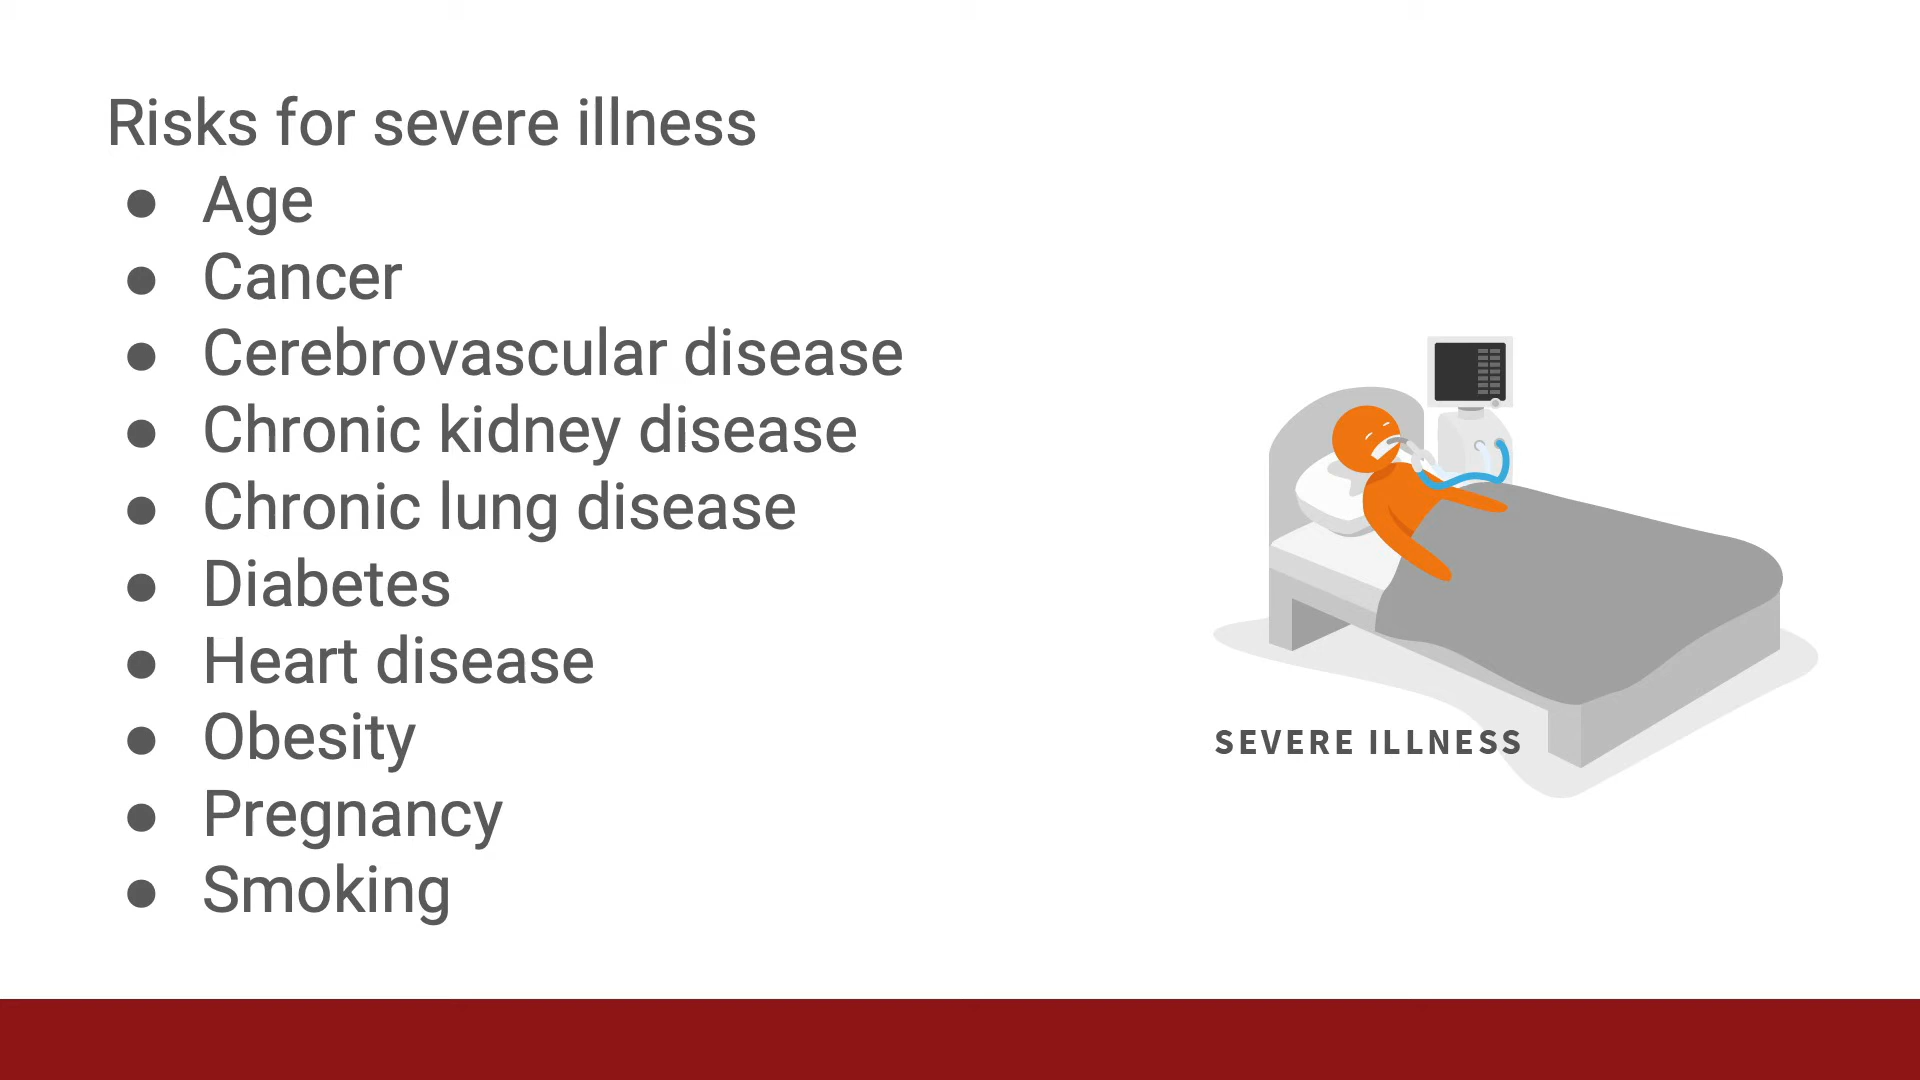 Risks for severe illness
● Age
● Cancer
● Cerebrovascular disease
● Chronic kidney disease
● Chronic lung disease
● Diabetes
● Heart disease
● Obesity
● Pregnancy
● Smoking
SEVERE ILLNESS